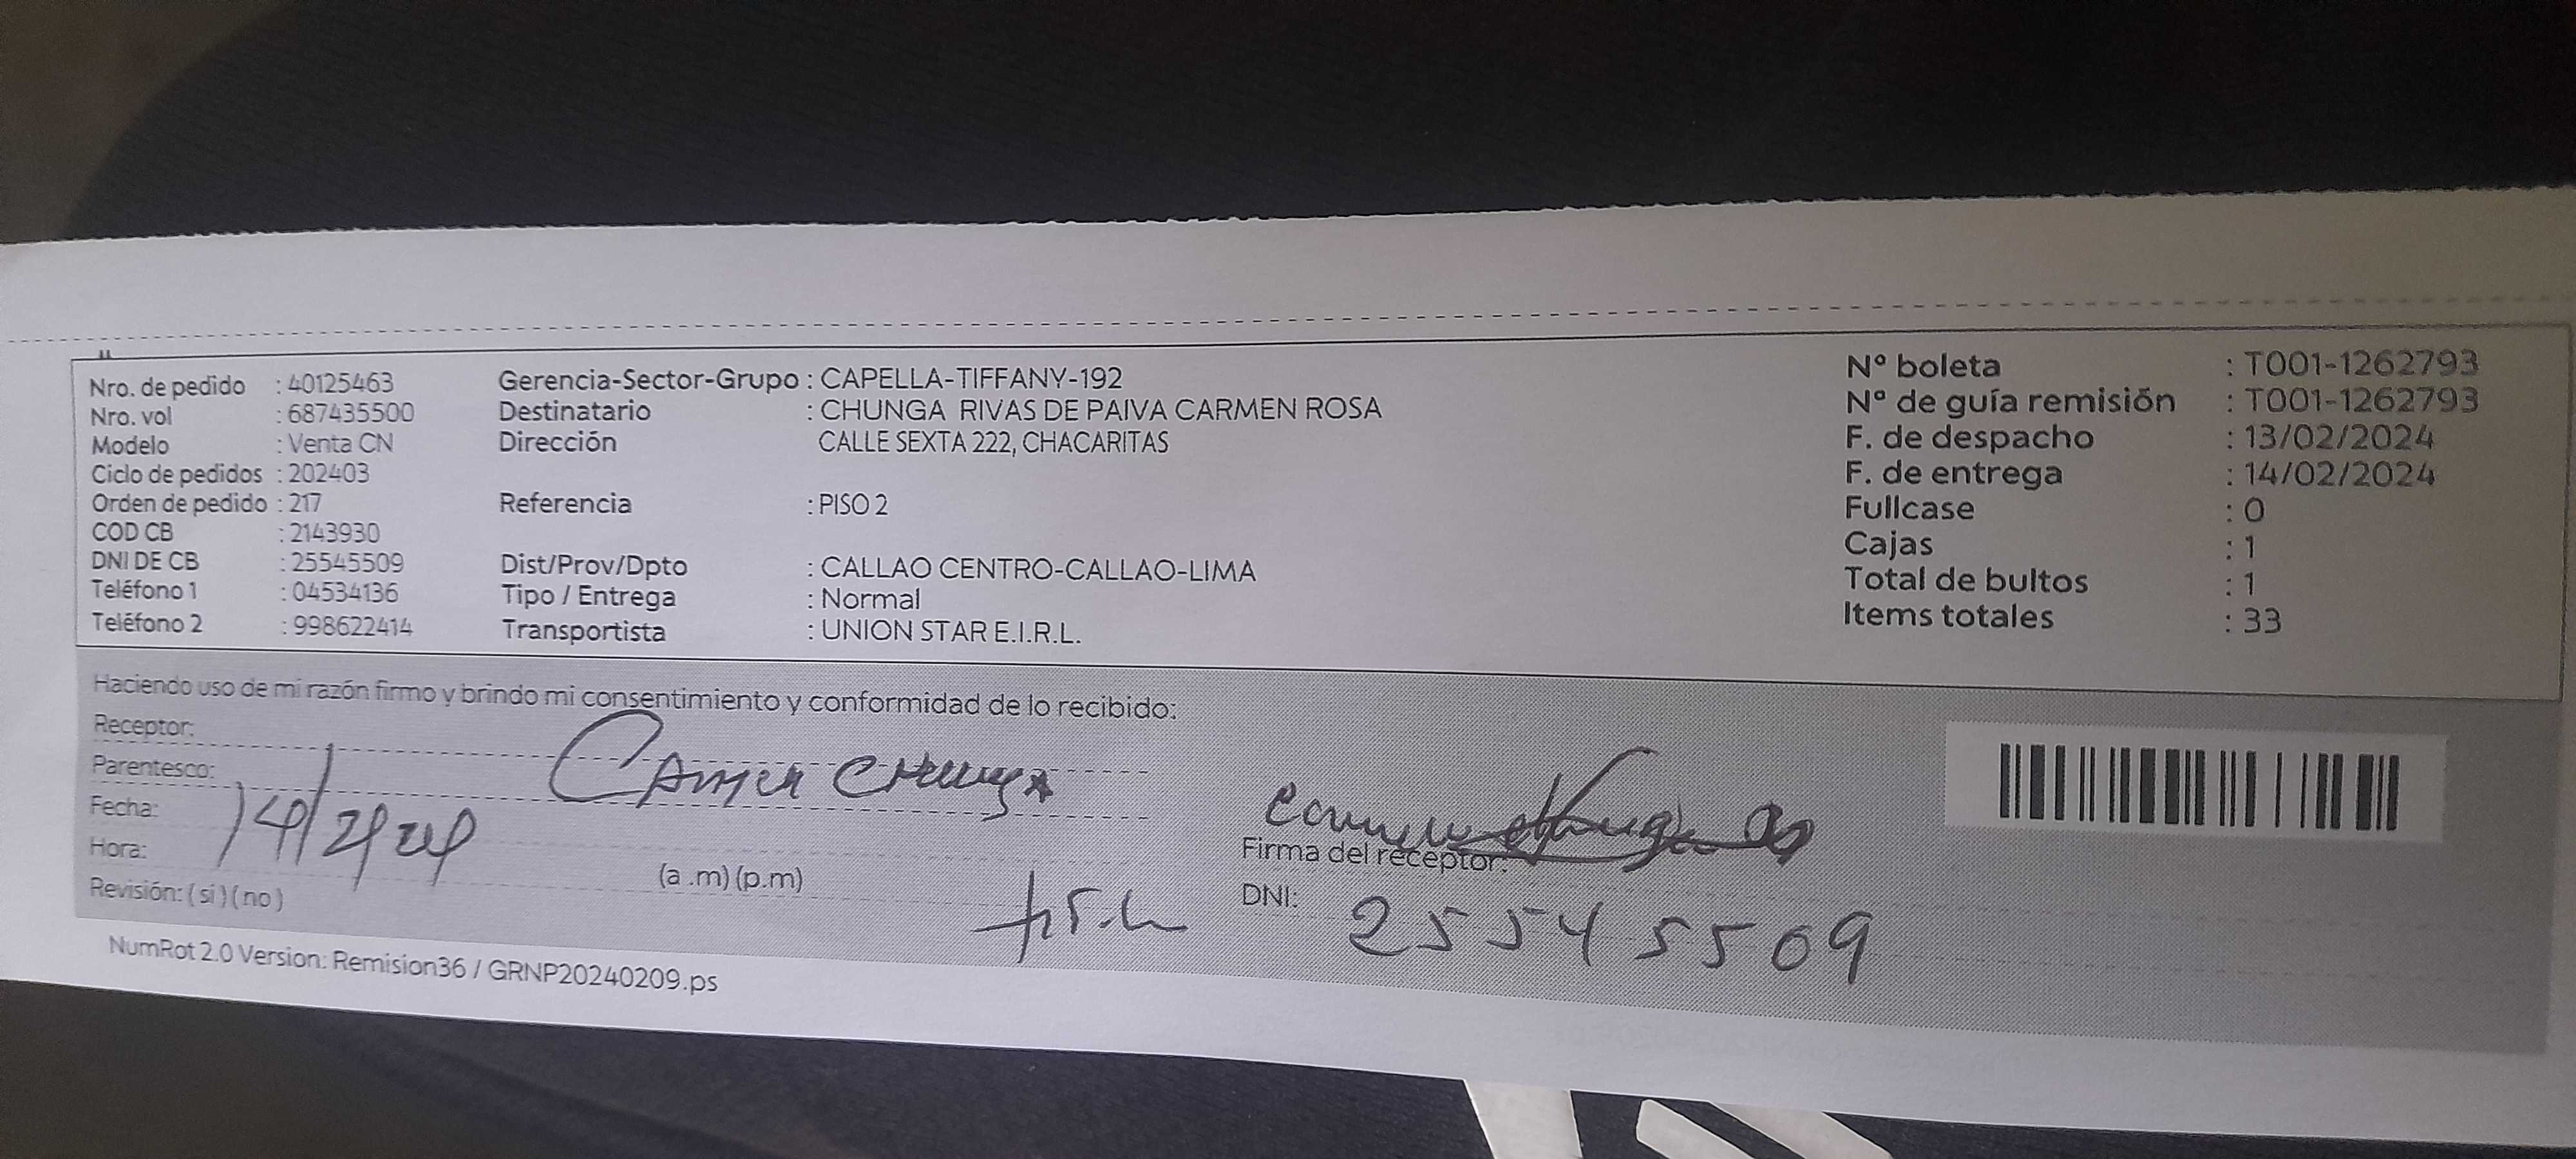 Nro. de pedido : 40125463
Nro. vol : 687435500
Modelo : Venta CN
Ciclo de pedidos : 202403
Orden de pedido : 217
COD CB : 2143930
DNI DE CB : 25545509
Teléfono 1 : 04534136
Teléfono 2 : 998622414
Gerencia-Sector-Grupo : CAPELLA-TIFFANY-192
Destinatario : CHUNGA RIVAS DE PAIVA CARMEN ROSA
Dirección CALLE SEXTA 222, CHACARITAS
Referencia : PISO 2
Dist/Prov/Dpto : CALLAO CENTRO-CALLAO-LIMA
Tipo / Entrega : Normal
Transportista : UNION STAR E.I.R.L.
Nº boleta : T001-1262793
Nº de guía remisión : T001-1262793
F. de despacho : 13/02/2024
F. de entrega : 14/02/2024
Fullcase : 0
Cajas : 1
Total de bultos : 1
Items totales : 33
Haciendo uso de mi razón firmo y brindo mi consentimiento y conformidad de lo recibido:
Receptor:
Parentesco:
Chunga
Fecha: 14/2/24
Hora: (a .m) (p.m)
Revisión: ( si ) ( no )
Firma del receptor:
DNI: 25545509
NumRot 2.0 Version: Remision36 / GRNP20240209.ps